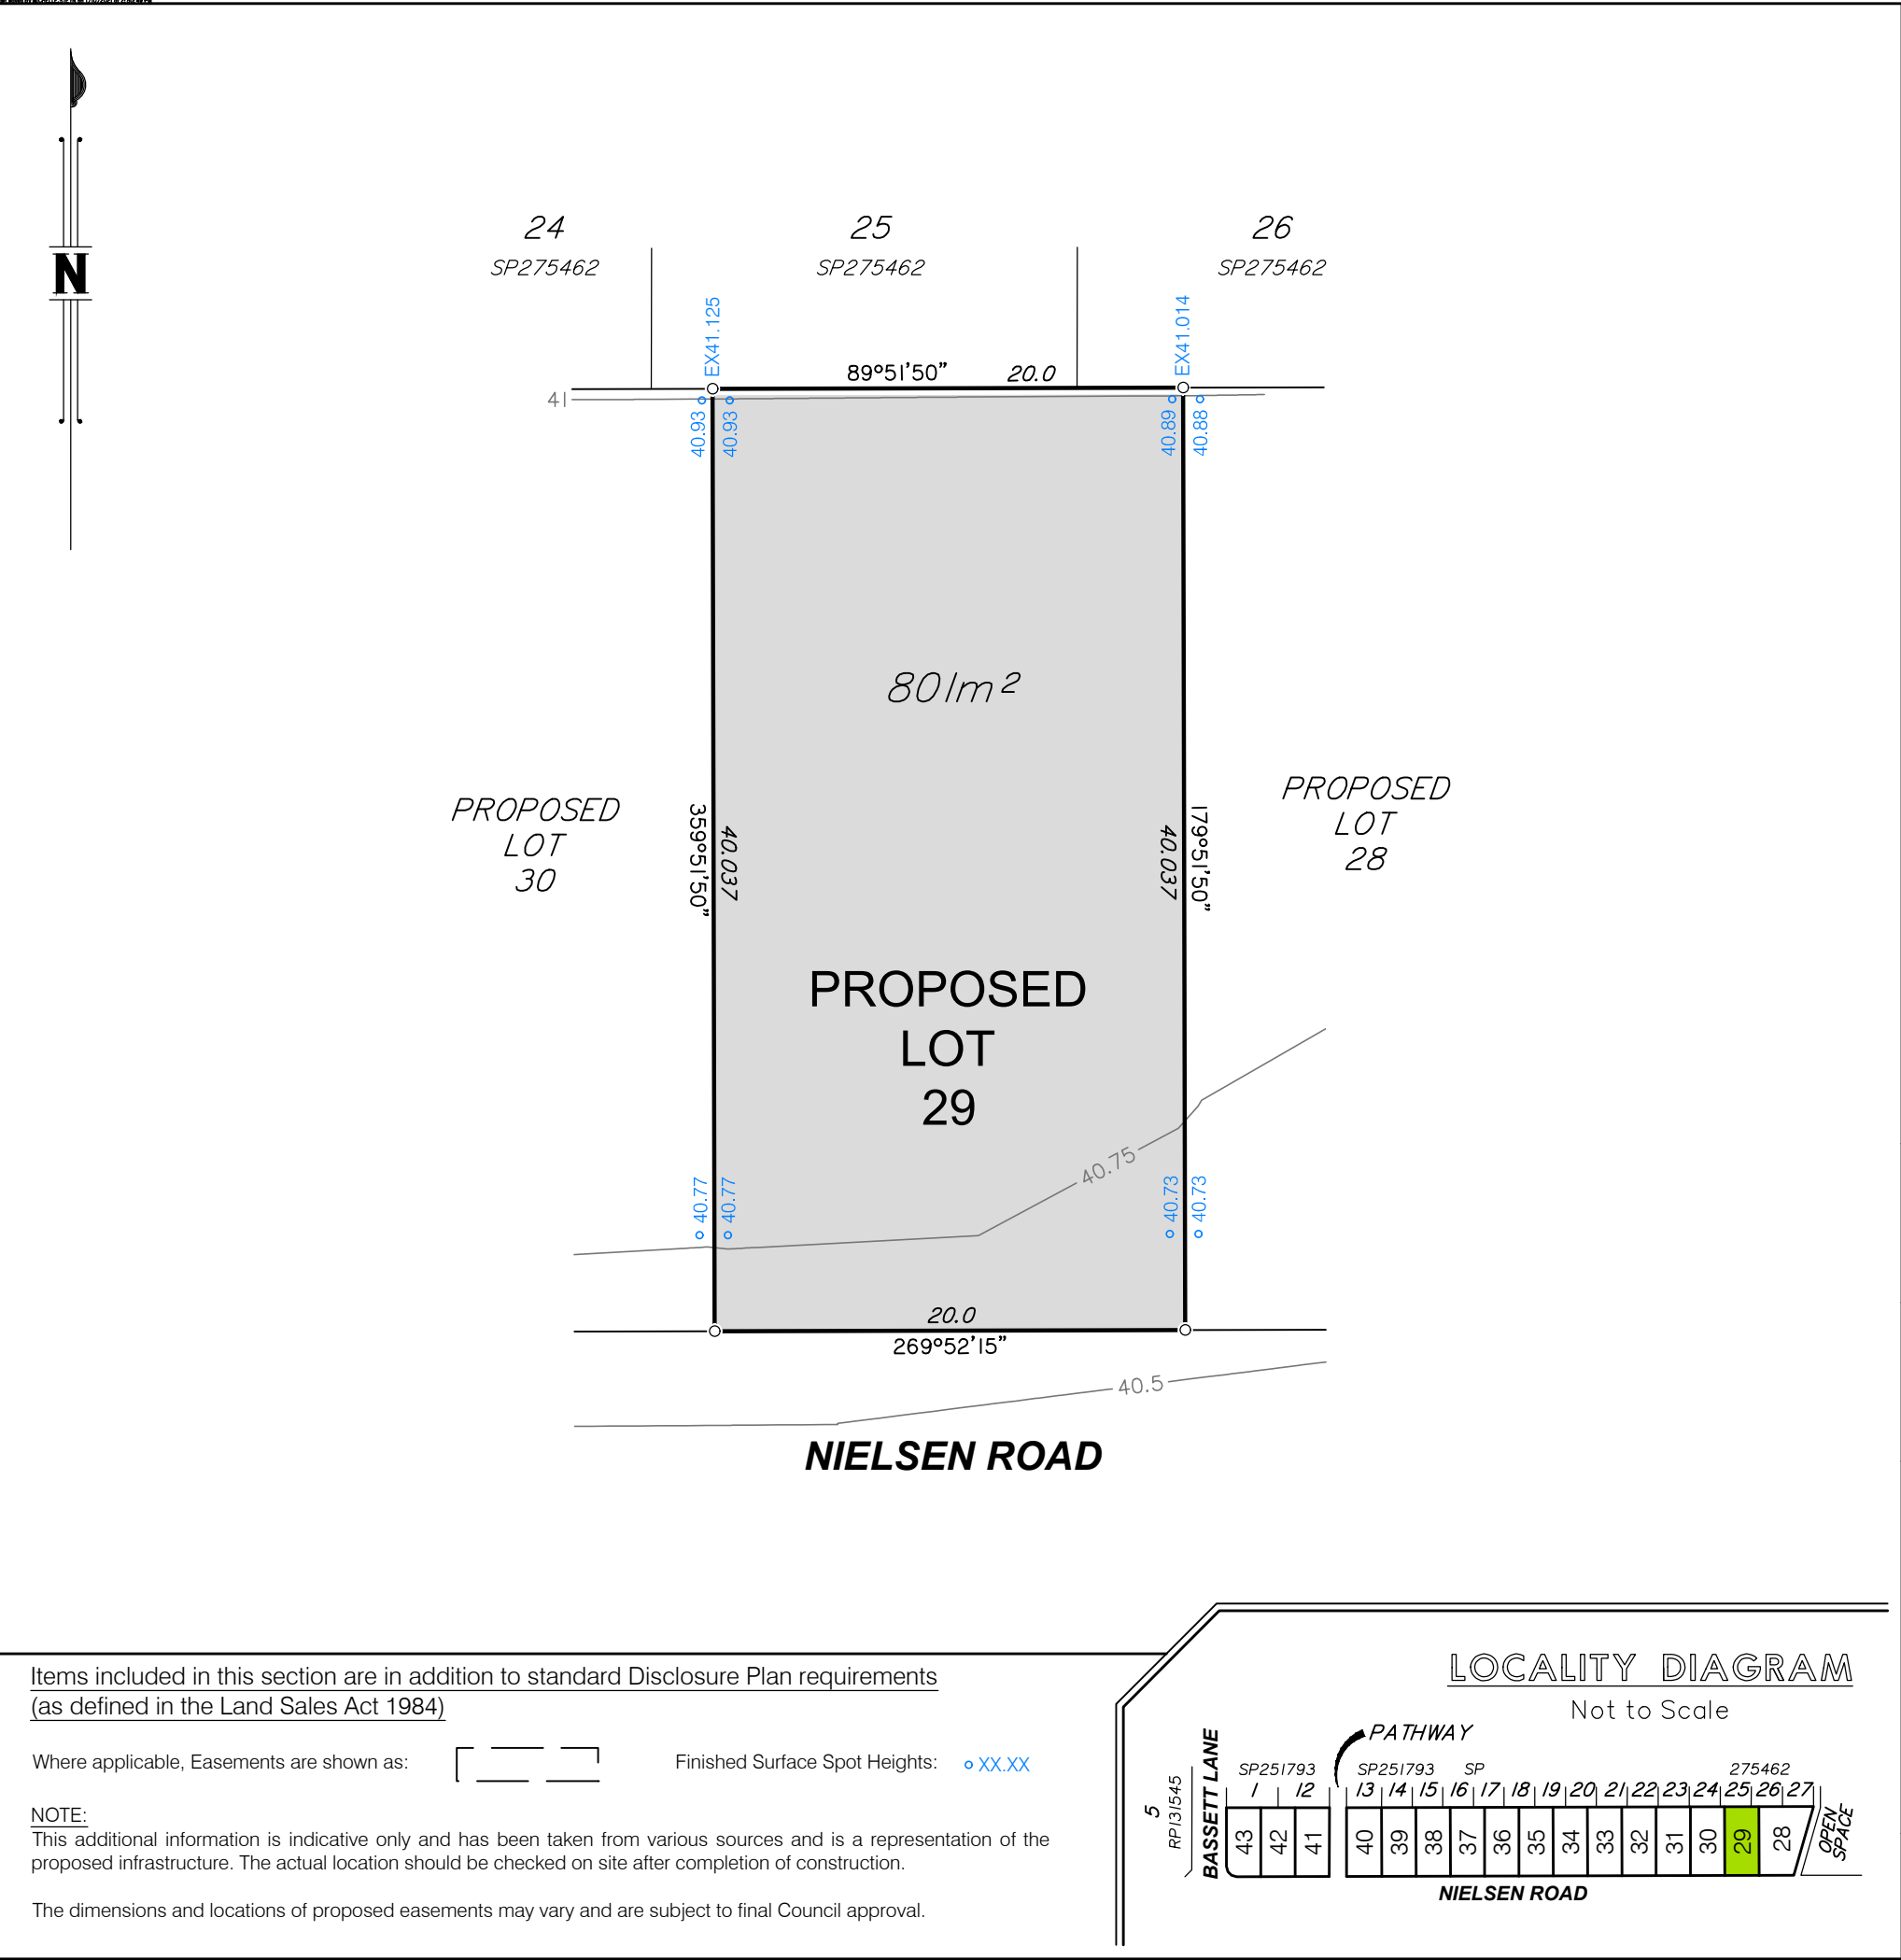 N
24
SP275462
25
SP275462
26
SP275462
EX41.125
EX41.014
89°51'50"
20.0
41
40.93
40.93
40.89
40.88
801m²
PROPOSED
LOT
30
359°51'50"
40.037
40.037
179°51'50"
PROPOSED
LOT
28
PROPOSED
LOT
29
40.75
40.77
40.77
40.73
40.73
20.0
269°52'15"
40.5
NIELSEN ROAD
Items included in this section are in addition to standard Disclosure Plan requirements
(as defined in the Land Sales Act 1984)
Where applicable, Easements are shown as:
Finished Surface Spot Heights:
XX.XX
NOTE:
This additional information is indicative only and has been taken from various sources and is a representation of the
proposed infrastructure. The actual location should be checked on site after completion of construction.
The dimensions and locations of proposed easements may vary and are subject to final Council approval.
LOCALITY DIAGRAM
Not to Scale
PATHWAY
5
RP131545
BASSETT LANE
SP251793
SP251793
SP
275462
1 12 13 14 15 16 17 18 19 20 21 22 23 24 25 26 27
43 42 41 40 39 38 37 36 35 34 33 32 31 30 29 28
OPEN
SPACE
NIELSEN ROAD